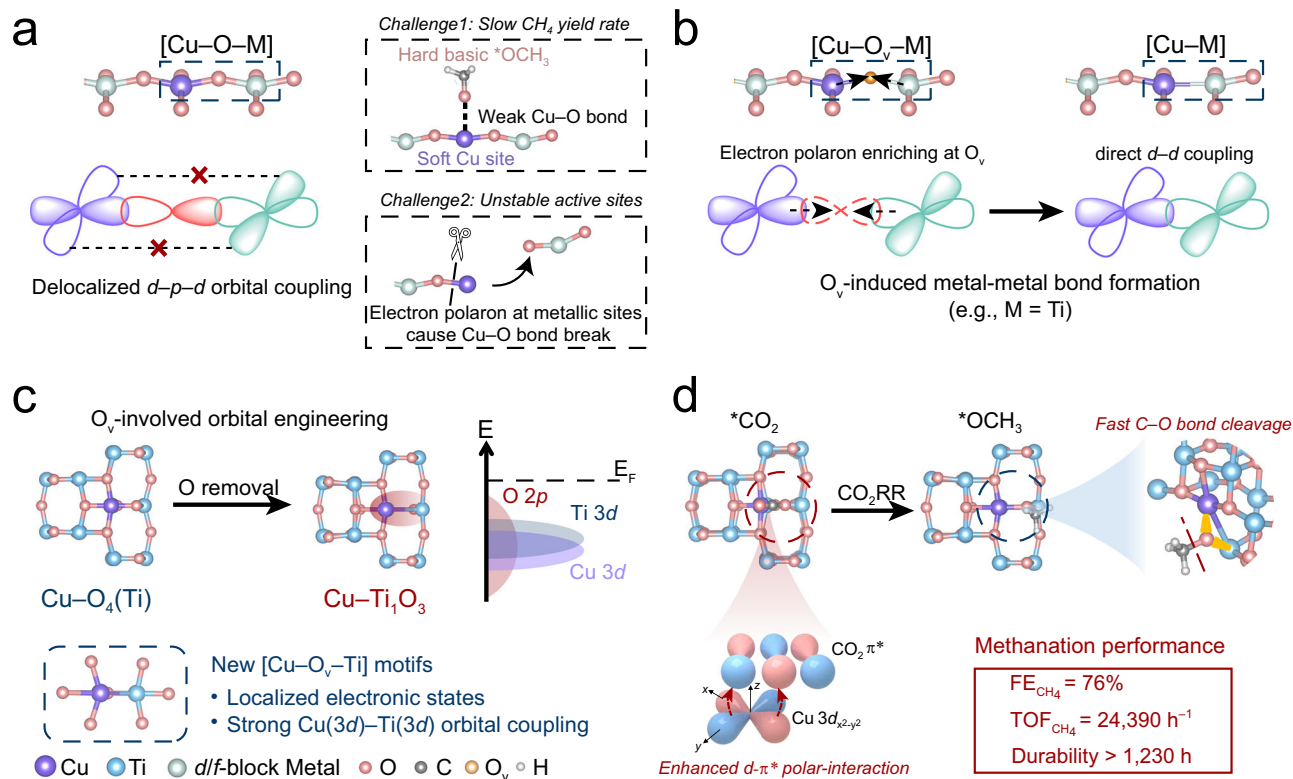 a
[Cu–O–M]
Delocalized d–p–d orbital coupling
Challenge1: Slow CH₄ yield rate
Hard basic *OCH₃
Weak Cu–O bond
Soft Cu site
Challenge2: Unstable active sites
Electron polaron at metallic sites
cause Cu–O bond break
b
[Cu–Oᵥ–M]
[Cu–M]
Electron polaron enriching at Oᵥ
direct d–d coupling
Oᵥ-induced metal-metal bond formation
(e.g., M = Ti)
c
Oᵥ-involved orbital engineering
O removal
Cu–O₄(Ti)
Cu–Ti₁O₃
E
E_F
O 2p
Ti 3d
Cu 3d
New [Cu–Oᵥ–Ti] motifs
• Localized electronic states
• Strong Cu(3d)–Ti(3d) orbital coupling
Cu Ti d/f-block Metal O C Oᵥ H
d
*CO₂
*OCH₃
Fast C–O bond cleavage
CO₂RR
CO₂ π*
x
z
y
Cu 3d_x²-y²
Enhanced d-π* polar-interaction
Methanation performance
FE_CH₄ = 76%
TOF_CH₄ = 24,390 h⁻¹
Durability > 1,230 h